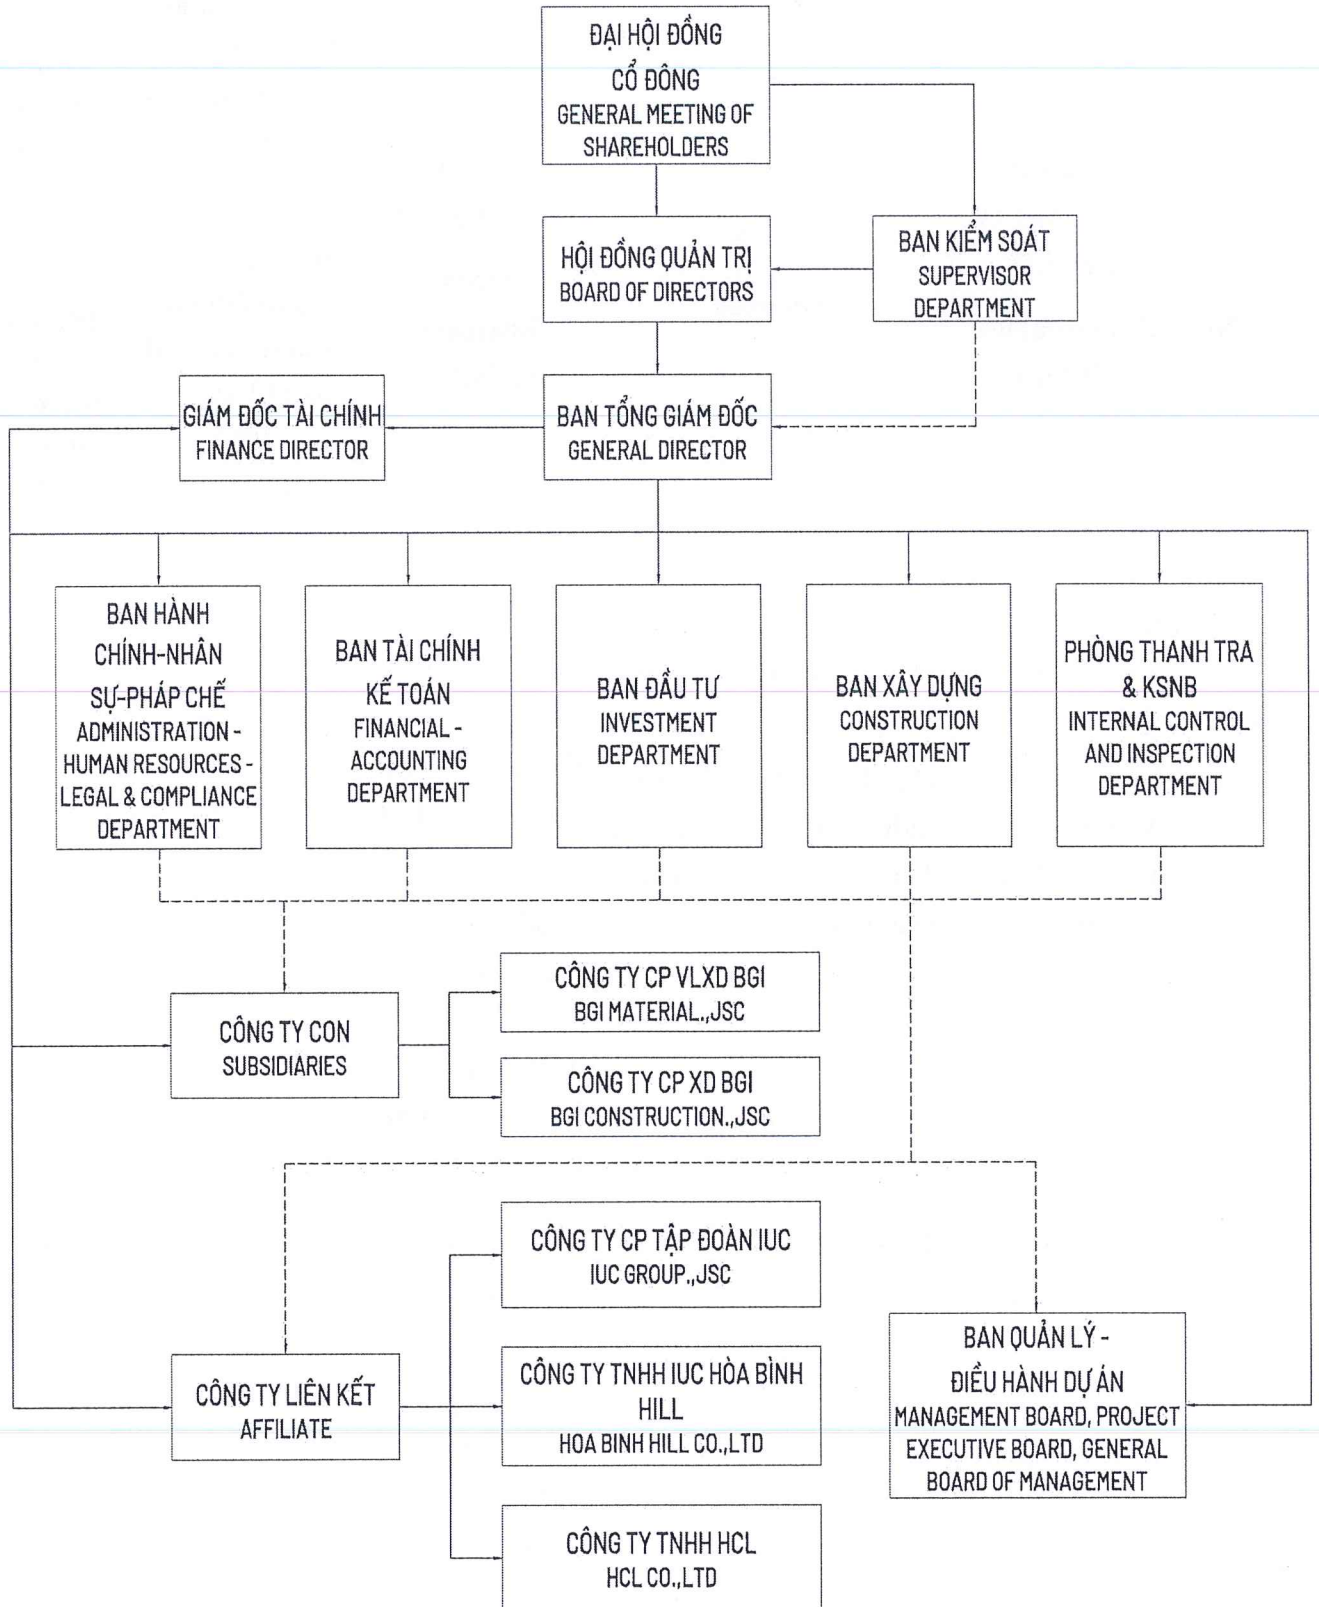 ĐẠI HỘI ĐỒNG
CỔ ĐÔNG
GENERAL MEETING OF
SHAREHOLDERS
HỘI ĐỒNG QUẢN TRỊ
BOARD OF DIRECTORS
BAN KIỂM SOÁT
SUPERVISOR
DEPARTMENT
GIÁM ĐỐC TÀI CHÍNH
FINANCE DIRECTOR
BAN TỔNG GIÁM ĐỐC
GENERAL DIRECTOR
BAN HÀNH
CHÍNH-NHÂN
SỰ-PHÁP CHẾ
ADMINISTRATION -
HUMAN RESOURCES -
LEGAL & COMPLIANCE
DEPARTMENT
BAN TÀI CHÍNH
KẾ TOÁN
FINANCIAL -
ACCOUNTING
DEPARTMENT
BAN ĐẦU TƯ
INVESTMENT
DEPARTMENT
BAN XÂY DỰNG
CONSTRUCTION
DEPARTMENT
PHÒNG THANH TRA
& KSNB
INTERNAL CONTROL
AND INSPECTION
DEPARTMENT
CÔNG TY CON
SUBSIDIARIES
CÔNG TY CP VLXD BGI
BGI MATERIAL.,JSC
CÔNG TY CP XD BGI
BGI CONSTRUCTION.,JSC
CÔNG TY LIÊN KẾT
AFFILIATE
CÔNG TY CP TẬP ĐOÀN IUC
IUC GROUP.,JSC
CÔNG TY TNHH IUC HÒA BÌNH
HILL
HOA BINH HILL CO.,LTD
CÔNG TY TNHH HCL
HCL CO.,LTD
BAN QUẢN LÝ -
ĐIỀU HÀNH DỰ ÁN
MANAGEMENT BOARD, PROJECT
EXECUTIVE BOARD, GENERAL
BOARD OF MANAGEMENT